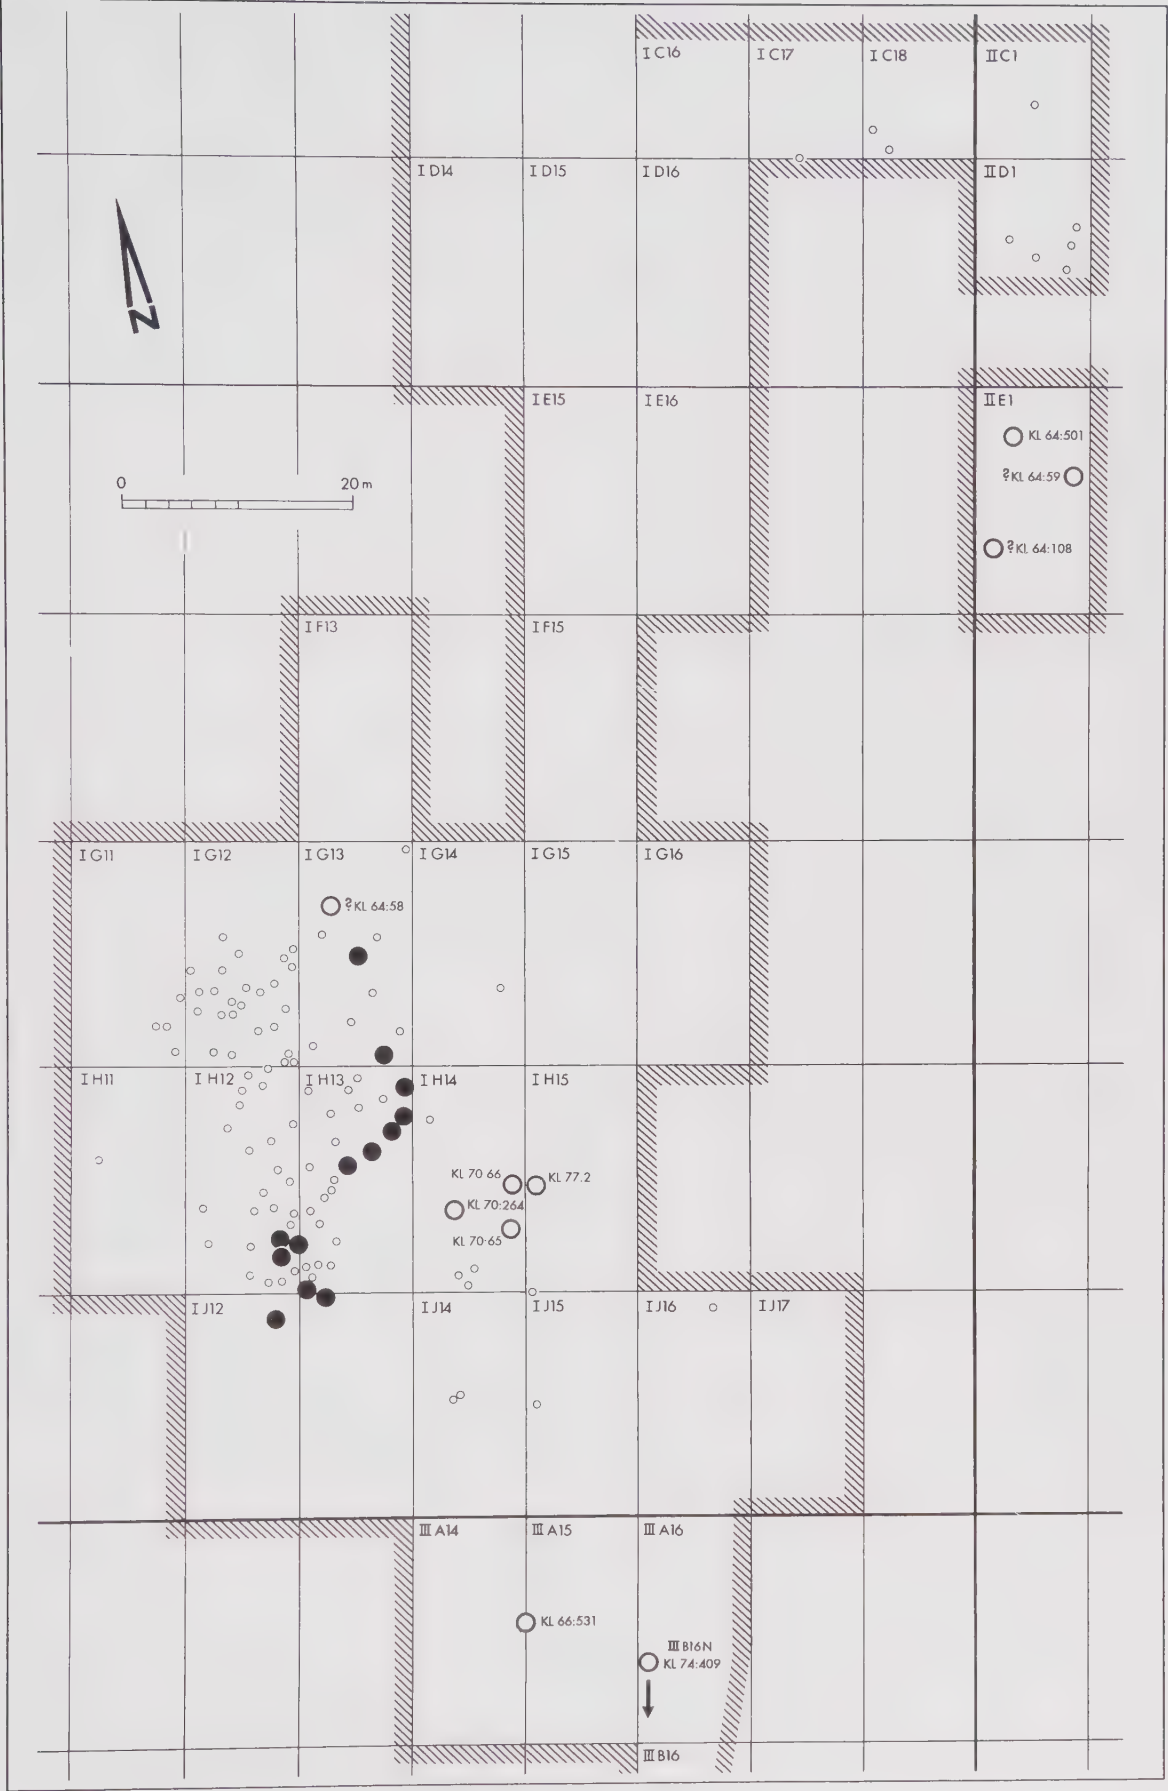 I C16 I C17 I C18 II C1
I D14 I D15 I D16 II D1
N
I E15 I E16 II E1
KL 64:501
?KL 64:59
0 20 m
?KL 64:108
I F13 I F15
I G11 I G12 I G13 I G14 I G15 I G16
?KL 64:58
I H11 I H12 I H13 I H14 I H15
KL 70 66 KL 77.2
KL 70:264
KL 70:65
I J12 I J14 I J15 I J16 I J17
III A14 III A15 III A16
KL 66:531
III B16N
KL 74:409
III B16